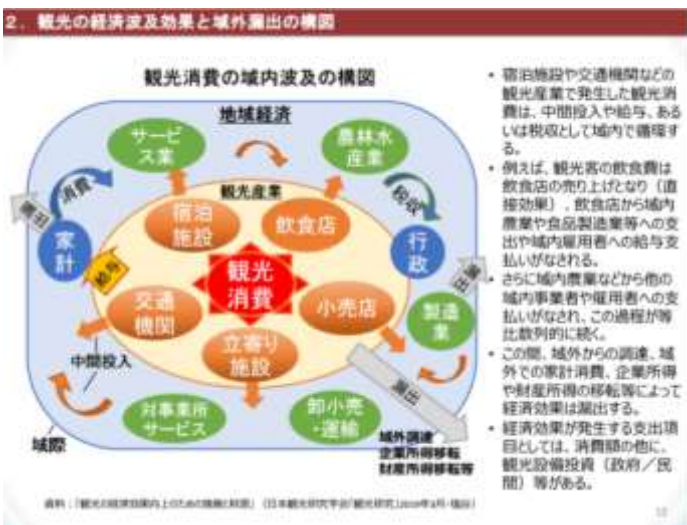 2．観光の経済波及効果と域外漏出の構図
観光消費の域内波及の構図
地域経済
サービ
ス業
農林水
産業
観光産業
消費
税収
漏出
宿泊
施設
飲食店
家
計
行
政
給与
観光
消費
漏出
交通
機関
小売店
製造
業
立寄り
施設
中間投入
漏出
対事業所
サービス
卸小売
・運輸
域際
域外調達
企業所得移転
財産所得移転等
• 宿泊施設や交通機関などの
観光産業で発生した観光消
費は、中間投入や給与、ある
いは税収として域内で循環す
る。
• 例えば、観光客の飲食費は
飲食店の売り上げとなり（直
接効果）、飲食店から域内
農業や食品製造業等への支
出や域内雇用者への給与支
払いがなされる。
• さらに域内農業などから他の
域内事業者や雇用者への支
払いがなされ、この過程が等
比数列的に続く。
• この間、域外からの調達、域
外での家計消費、企業所得
や財産所得の移転等によって
経済効果は漏出する。
• 経済効果が発生する支出項
目としては、消費額の他に、
観光設備投資（政府／民
間）等がある。